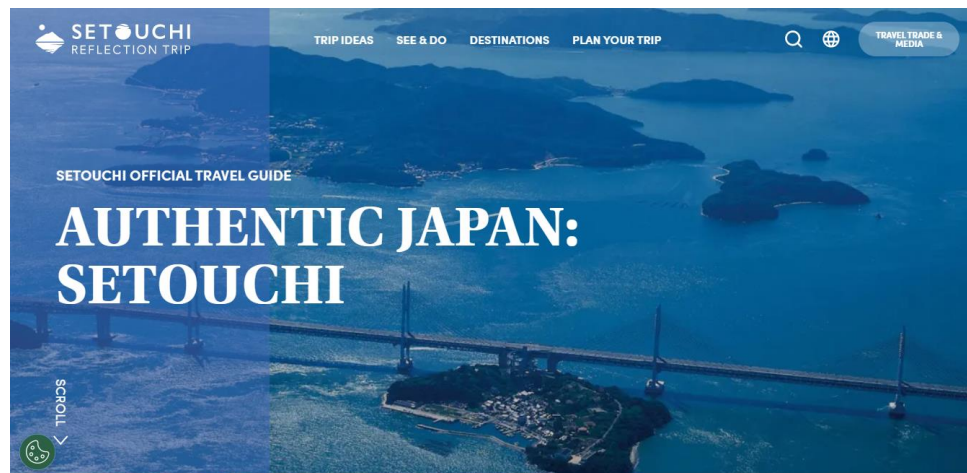 SETOUCHI
REFLECTION TRIP
TRIP IDEAS SEE & DO DESTINATIONS PLAN YOUR TRIP
TRAVEL TRADE &
MEDIA
SETOUCHI OFFICIAL TRAVEL GUIDE
AUTHENTIC JAPAN:
SETOUCHI
SCROLL